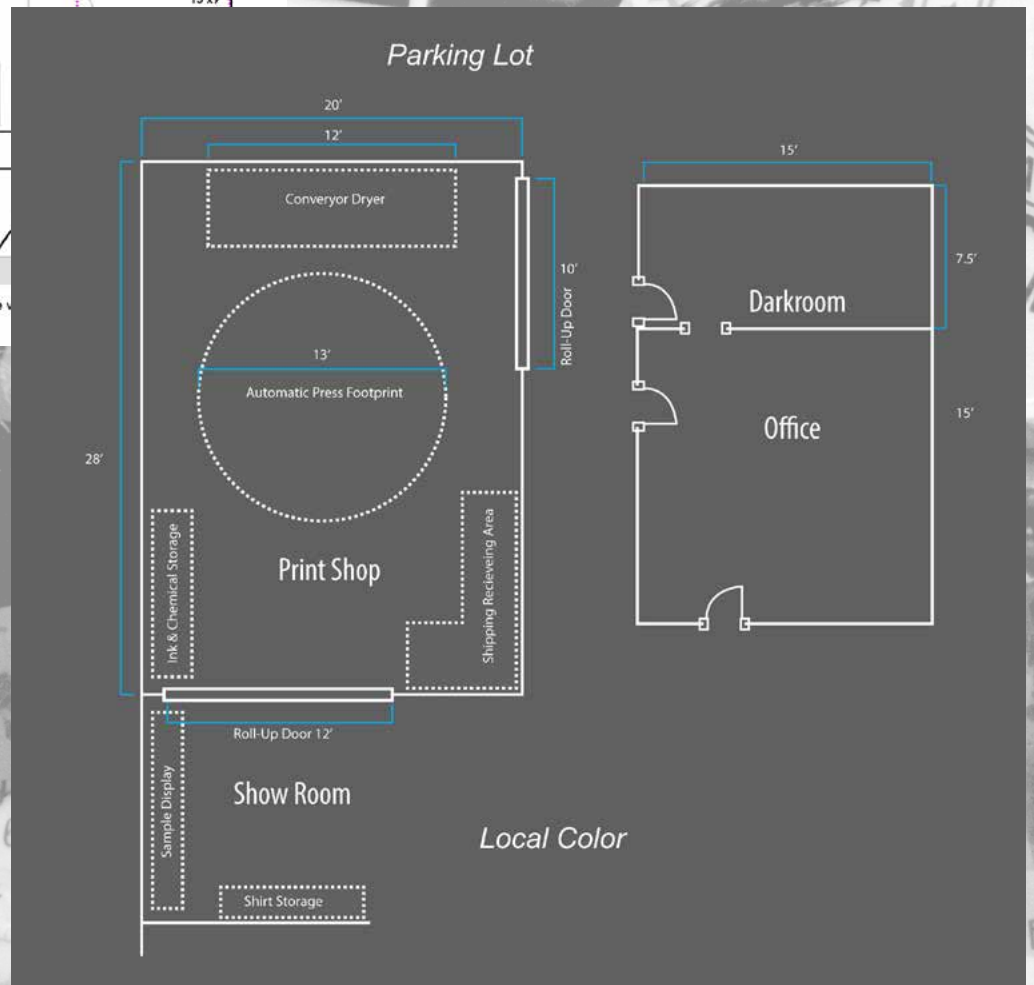 Parking Lot
20'
12'
15'
Converyor Dryer
7.5'
10'
Roll-Up Door
Darkroom
13'
Automatic Press Footprint
15'
Office
28'
Ink & Chemical Storage
Print Shop
Shipping Recieveing Area
Roll-Up Door 12'
Sample Display
Show Room
Local Color
Shirt Storage